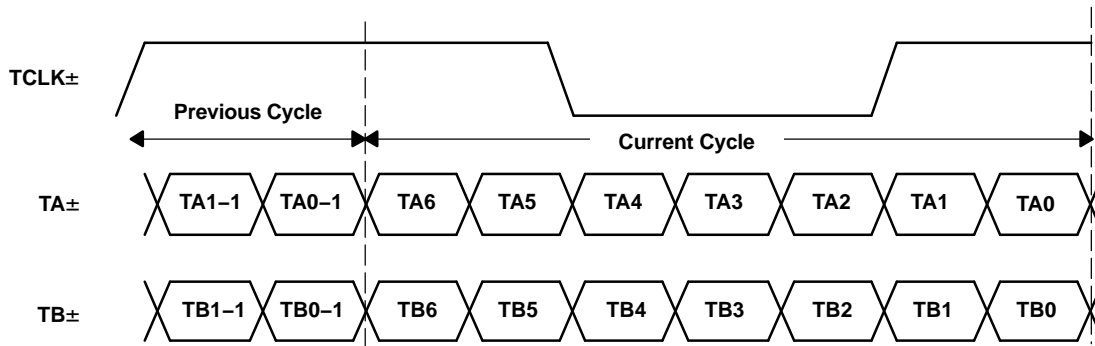 TCLK±
Previous Cycle
Current Cycle
TA±
TA1–1 TA0–1 TA6 TA5 TA4 TA3 TA2 TA1 TA0
TB±
TB1–1 TB0–1 TB6 TB5 TB4 TB3 TB2 TB1 TB0